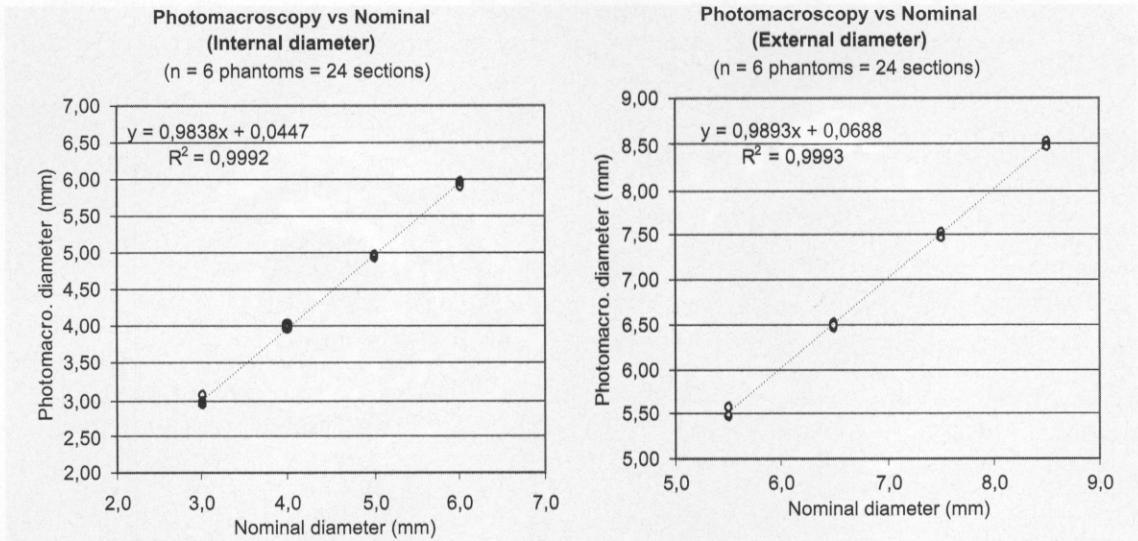 Photomacroscopy vs Nominal
(Internal diameter)
(n = 6 phantoms = 24 sections)
7,00
6,50
6,00
5,50
5,00
4,50
4,00
3,50
3,00
2,50
2,00
y = 0,9838x + 0,0447
R² = 0,9992
Photomacro. diameter (mm)
2,0 3,0 4,0 5,0 6,0 7,0
Nominal diameter (mm)
Photomacroscopy vs Nominal
(External diameter)
(n = 6 phantoms = 24 sections)
9,00
8,50
8,00
7,50
7,00
6,50
6,00
5,50
5,00
y = 0,9893x + 0,0688
R² = 0,9993
Photomacro. diameter (mm)
5,0 6,0 7,0 8,0 9,0
Nominal diameter (mm)